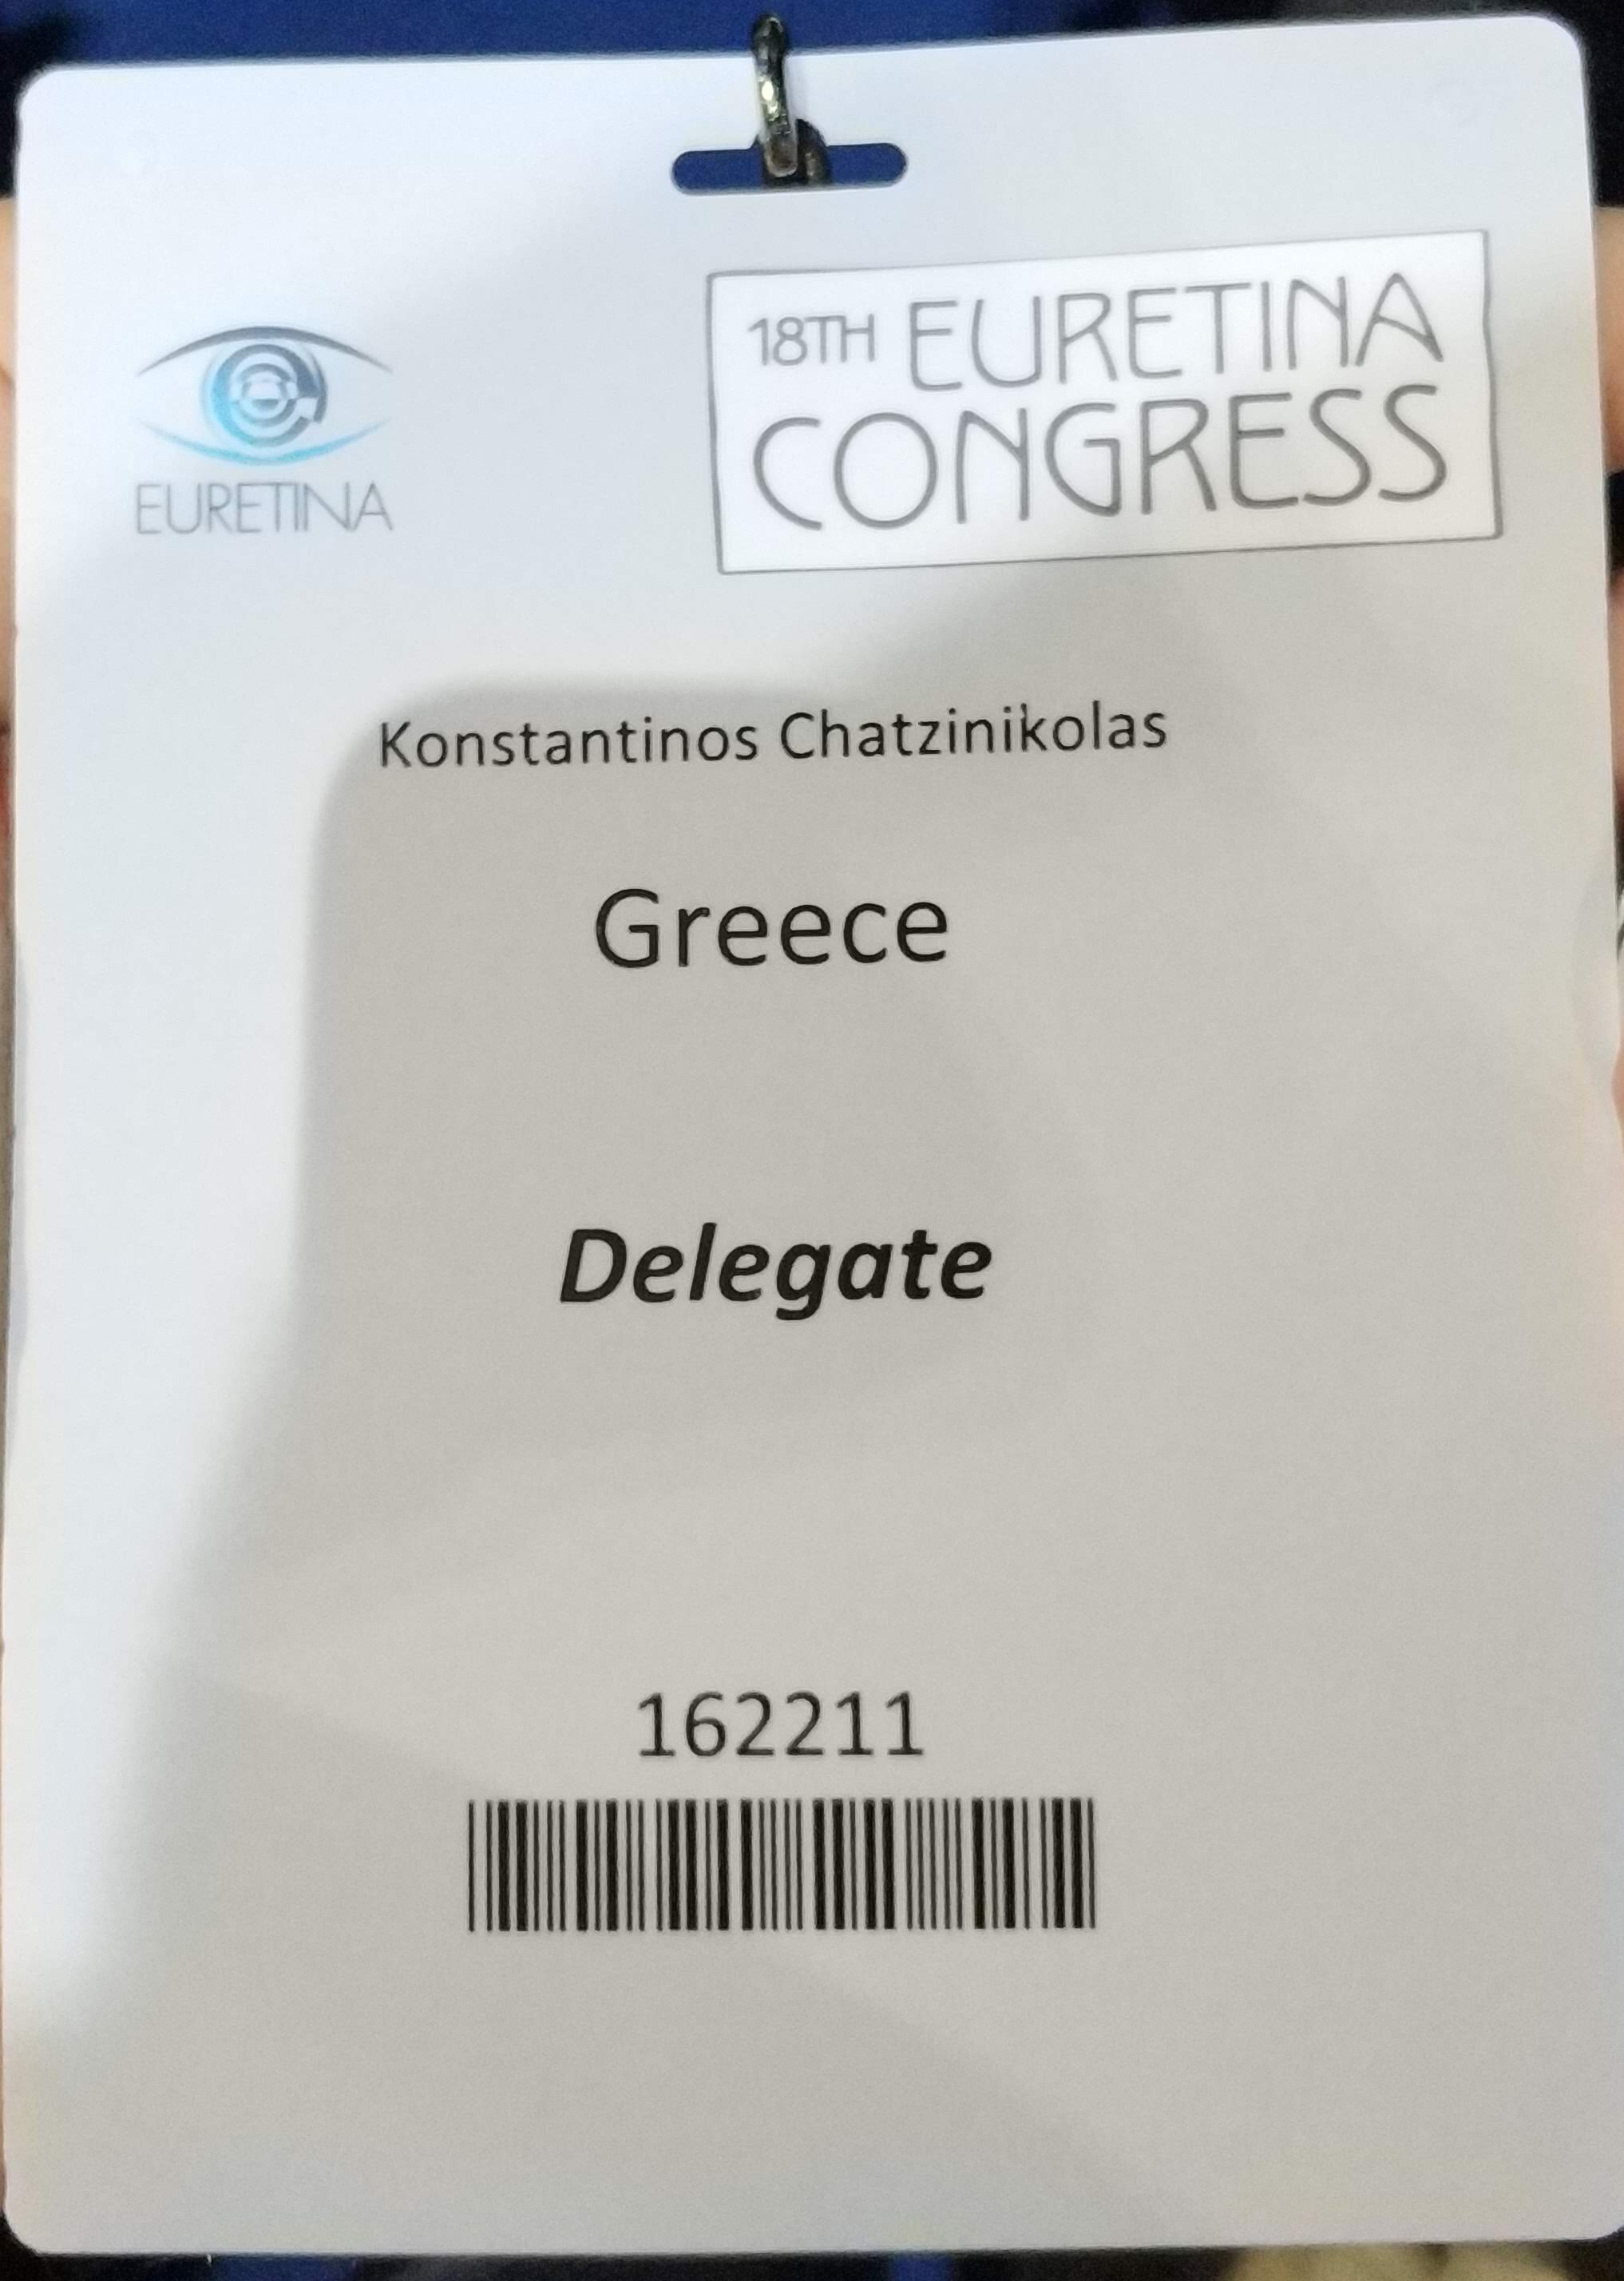 EURETINA
18TH EURETINA
CONGRESS
Konstantinos Chatzinikolas
Greece
Delegate
162211